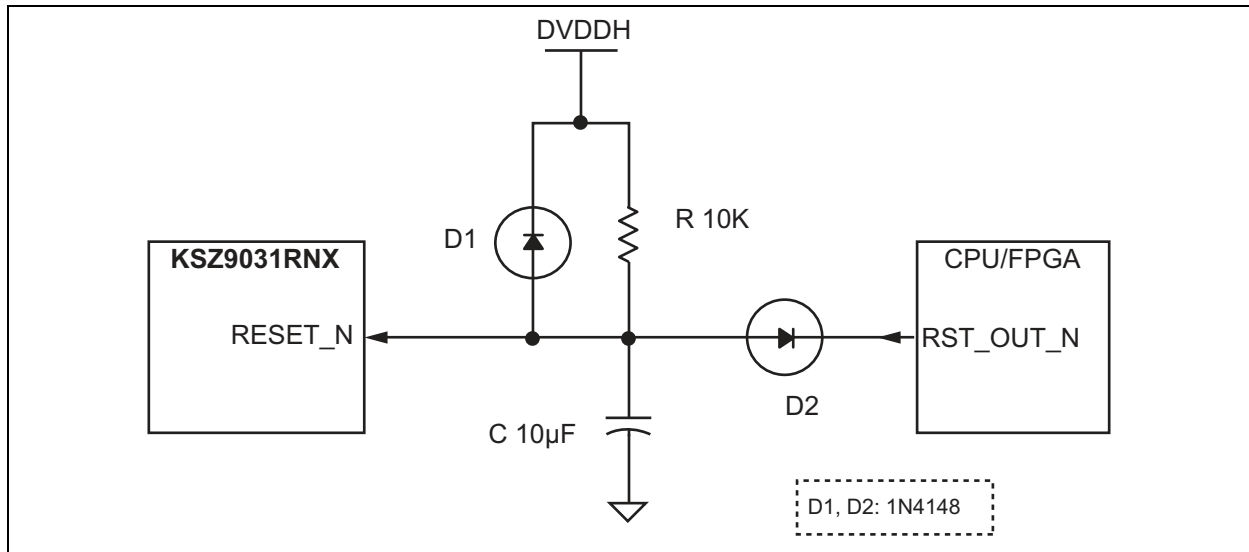 DVDDH
D1
R 10K
KSZ9031RNX
CPU/FPGA
RESET_N
RST_OUT_N
D2
C 10µF
D1, D2: 1N4148